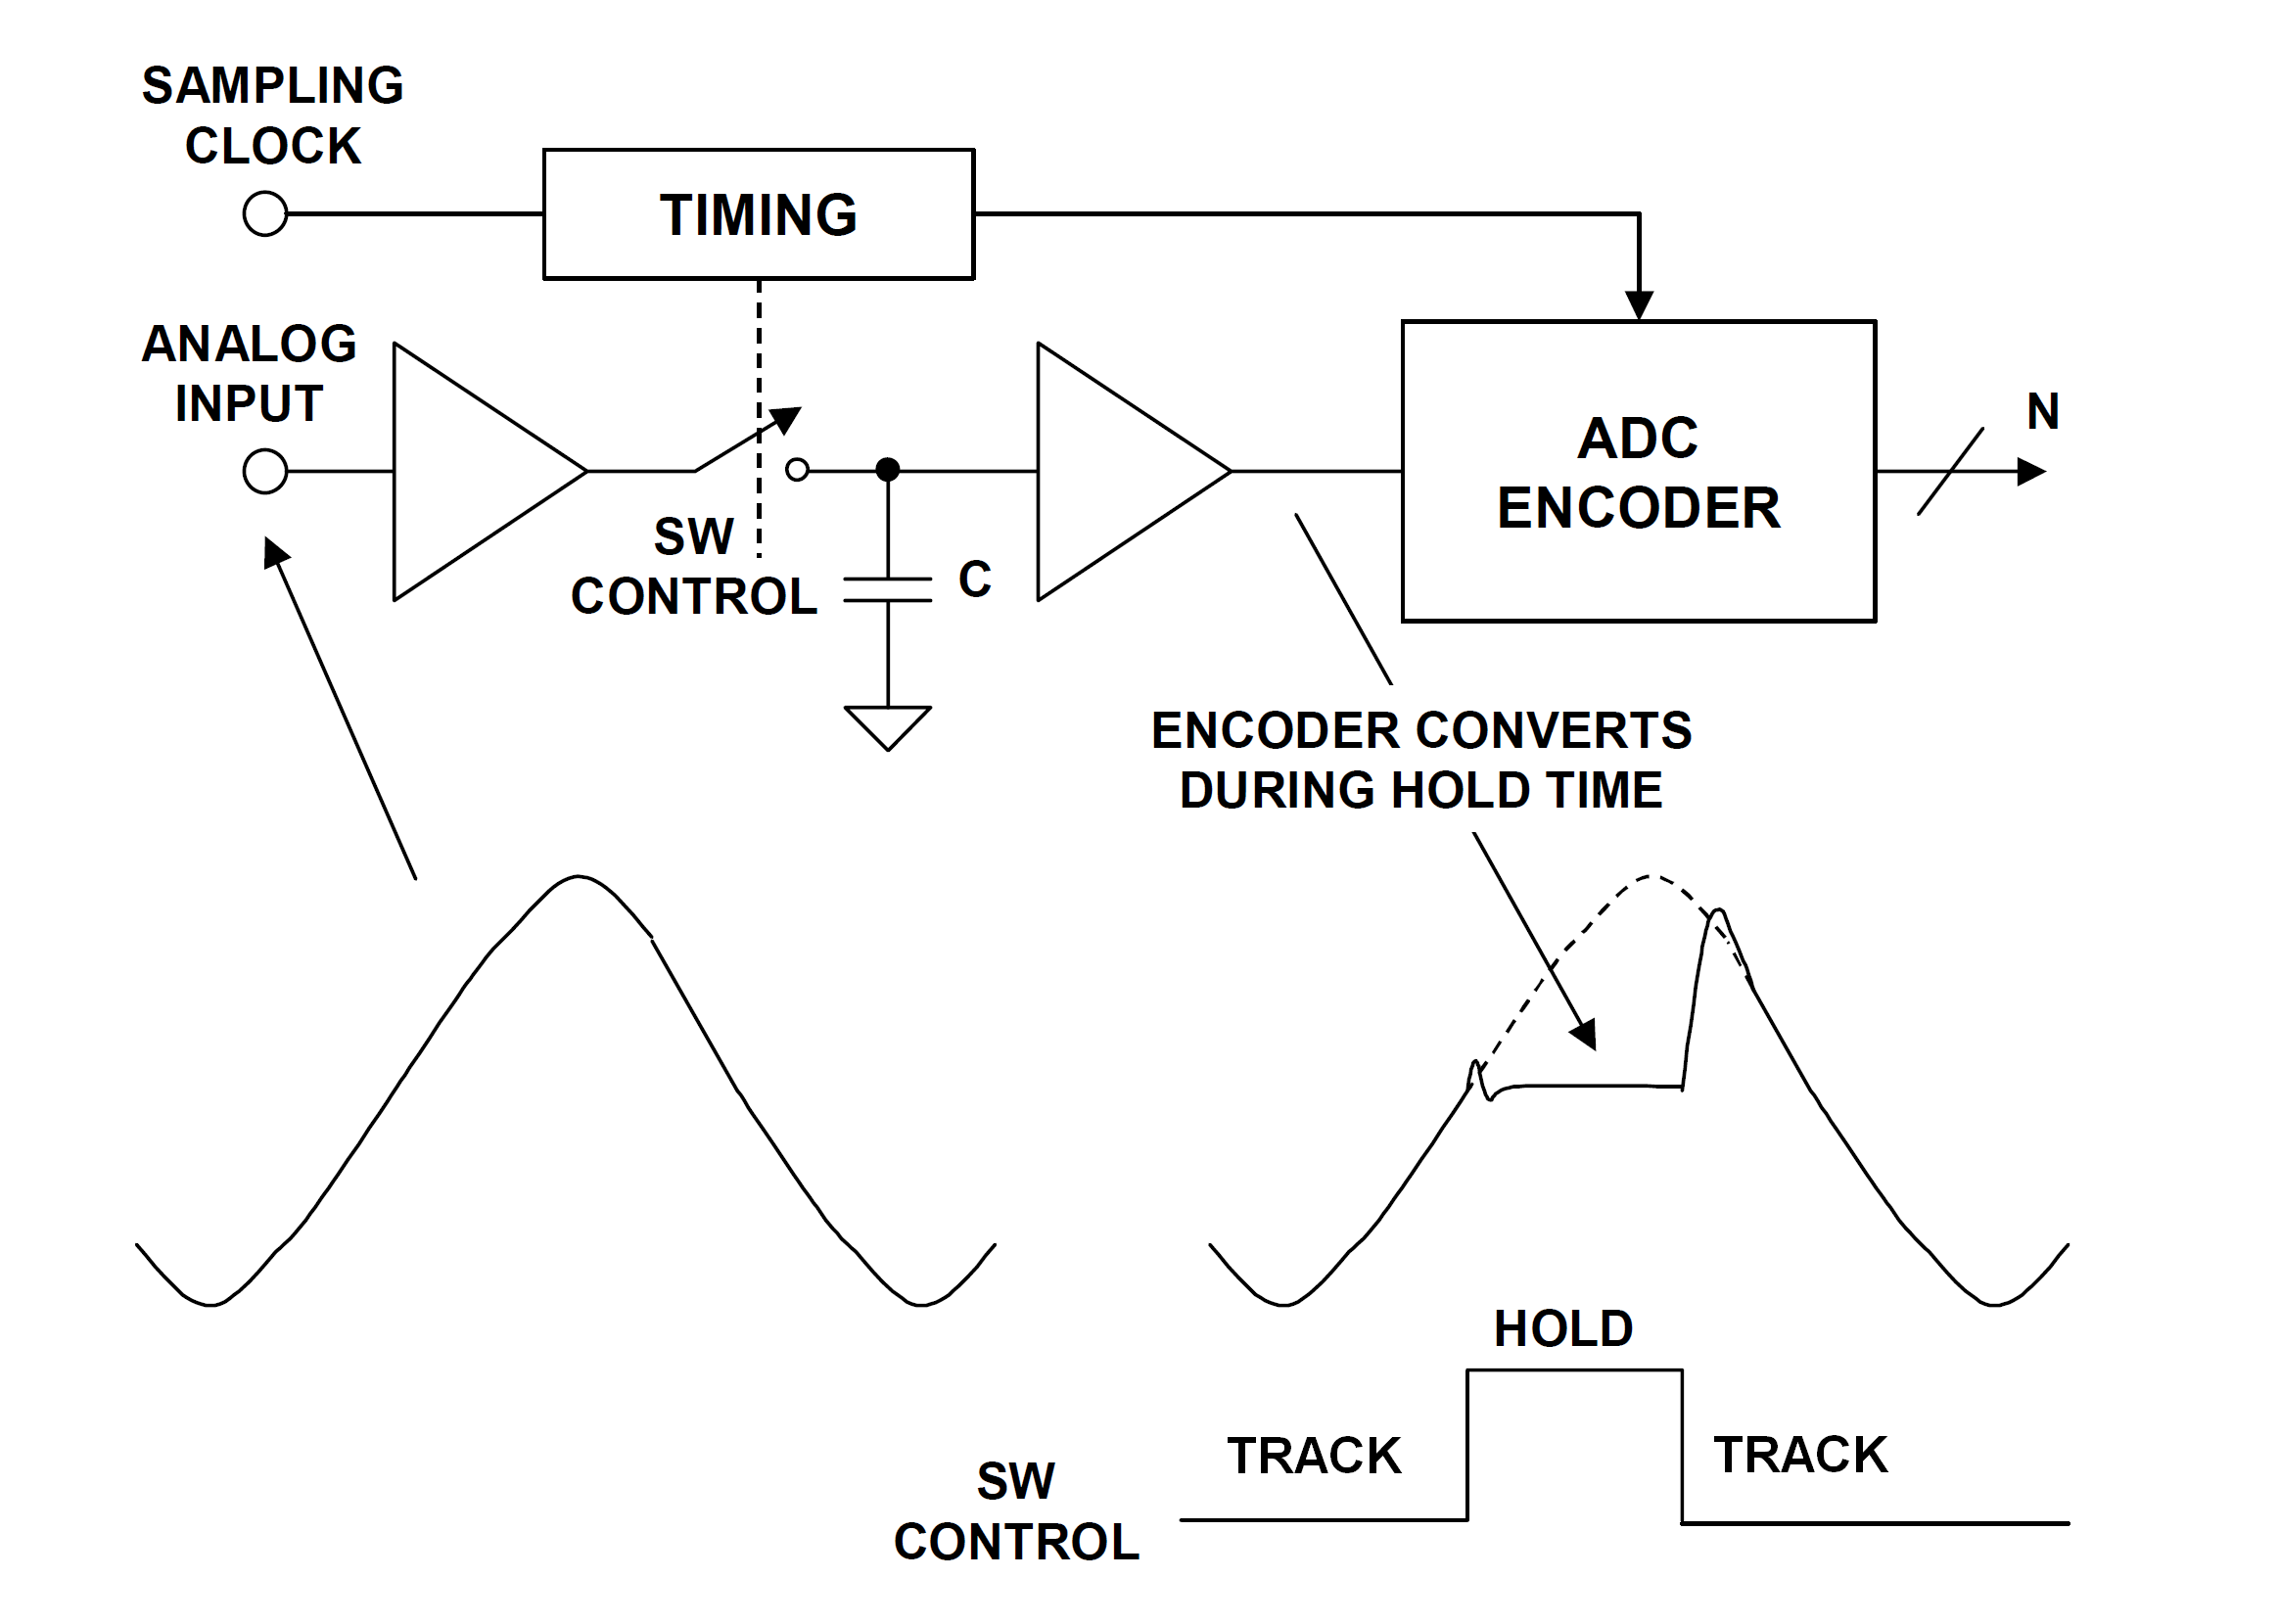 SAMPLING
CLOCK
TIMING
ANALOG
INPUT
SW
CONTROL
C
ADC
ENCODER
N
ENCODER CONVERTS
DURING HOLD TIME
HOLD
TRACK
TRACK
SW
CONTROL